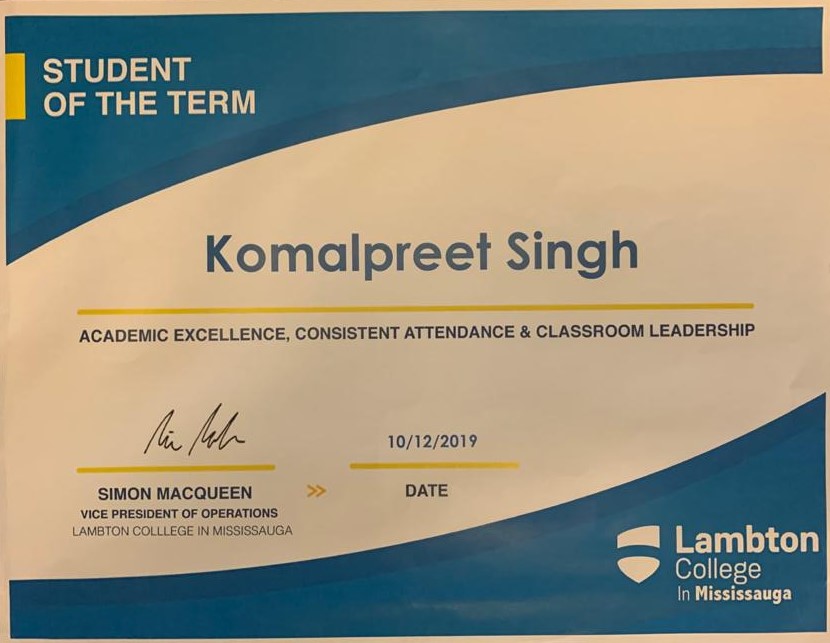 STUDENT
OF THE TERM
Komalpreet Singh
ACADEMIC EXCELLENCE, CONSISTENT ATTENDANCE & CLASSROOM LEADERSHIP
10/12/2019
SIMON MACQUEEN
VICE PRESIDENT OF OPERATIONS
LAMBTON COLLLEGE IN MISSISSAUGA
DATE
Lambton
College
In Mississauga